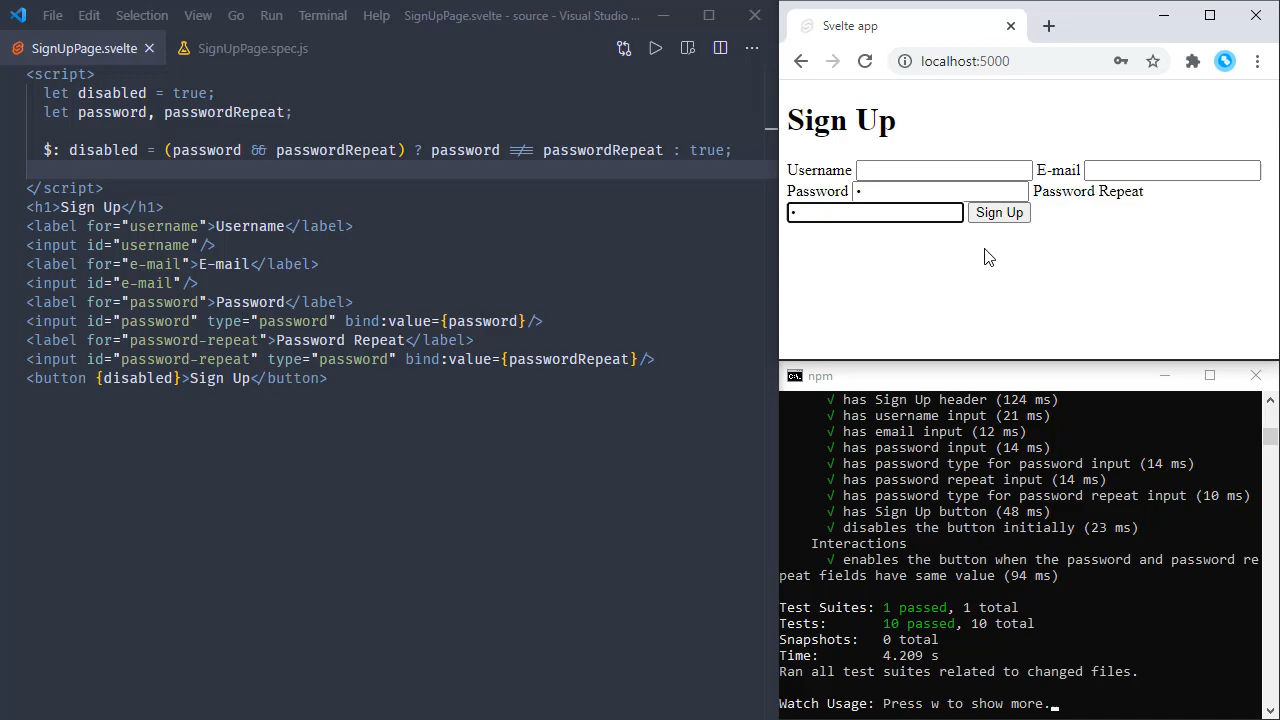 File Edit Selection View Go Run Terminal Help SignUpPage.svelte - source - Visual Studio ...
SignUpPage.svelte SignUpPage.spec.js
<script>
let disabled = true;
let password, passwordRepeat;
$: disabled = (password && passwordRepeat) ? password !== passwordRepeat : true;
</script>
<h1>Sign Up</h1>
<label for="username">Username</label>
<input id="username"/>
<label for="e-mail">E-mail</label>
<input id="e-mail"/>
<label for="password">Password</label>
<input id="password" type="password" bind:value={password}/>
<label for="password-repeat">Password Repeat</label>
<input id="password-repeat" type="password" bind:value={passwordRepeat}/>
<button {disabled}>Sign Up</button>
Svelte app
localhost:5000
Sign Up
Username E-mail
Password • Password Repeat
• Sign Up
npm
√ has Sign Up header (124 ms)
√ has username input (21 ms)
√ has email input (12 ms)
√ has password input (14 ms)
√ has password type for password input (14 ms)
√ has password repeat input (14 ms)
√ has password type for password repeat input (10 ms)
√ has Sign Up button (48 ms)
√ disables the button initially (23 ms)
Interactions
√ enables the button when the password and password re
peat fields have same value (94 ms)
Test Suites: 1 passed, 1 total
Tests: 10 passed, 10 total
Snapshots: 0 total
Time: 4.209 s
Ran all test suites related to changed files.
Watch Usage: Press w to show more.